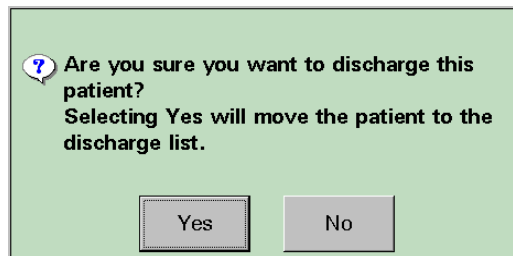 Are you sure you want to discharge this
patient?
Selecting Yes will move the patient to the
discharge list.
Yes No